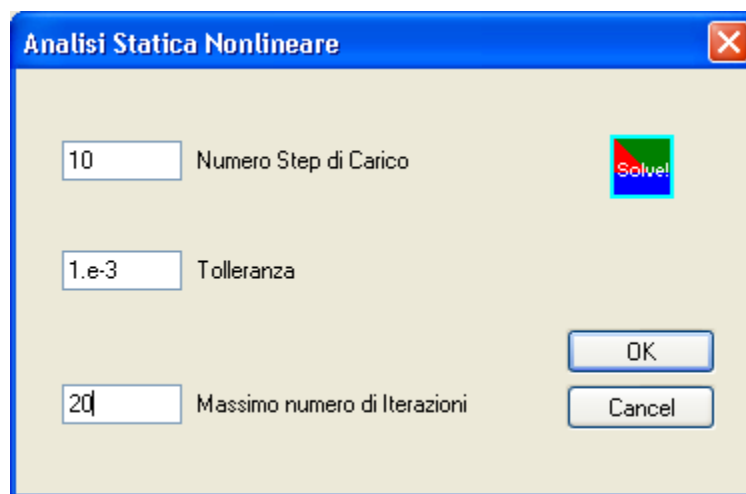 Analisi Statica Nonlineare
10 Numero Step di Carico
Solve!
1.e-3 Tolleranza
OK
20 Massimo numero di Iterazioni
Cancel